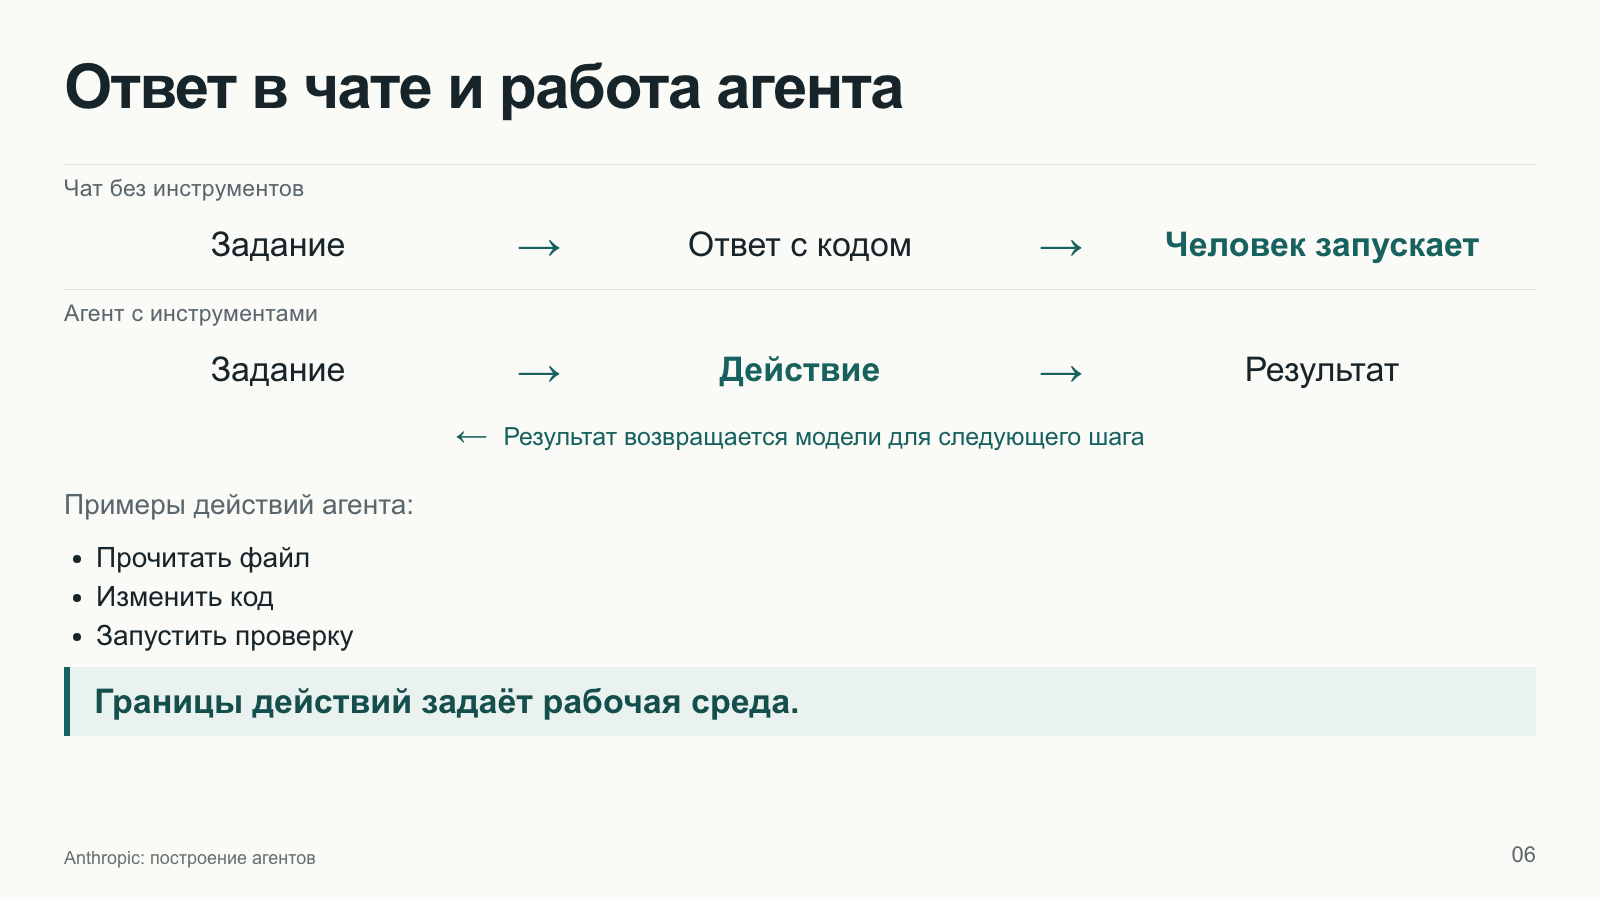 Ответ в чате и работа агента
Чат без инструментов
Задание → Ответ с кодом → Человек запускает
Агент с инструментами
Задание → Действие → Результат
← Результат возвращается модели для следующего шага
Примеры действий агента:
• Прочитать файл
• Изменить код
• Запустить проверку
Границы действий задаёт рабочая среда.
Anthropic: построение агентов
06